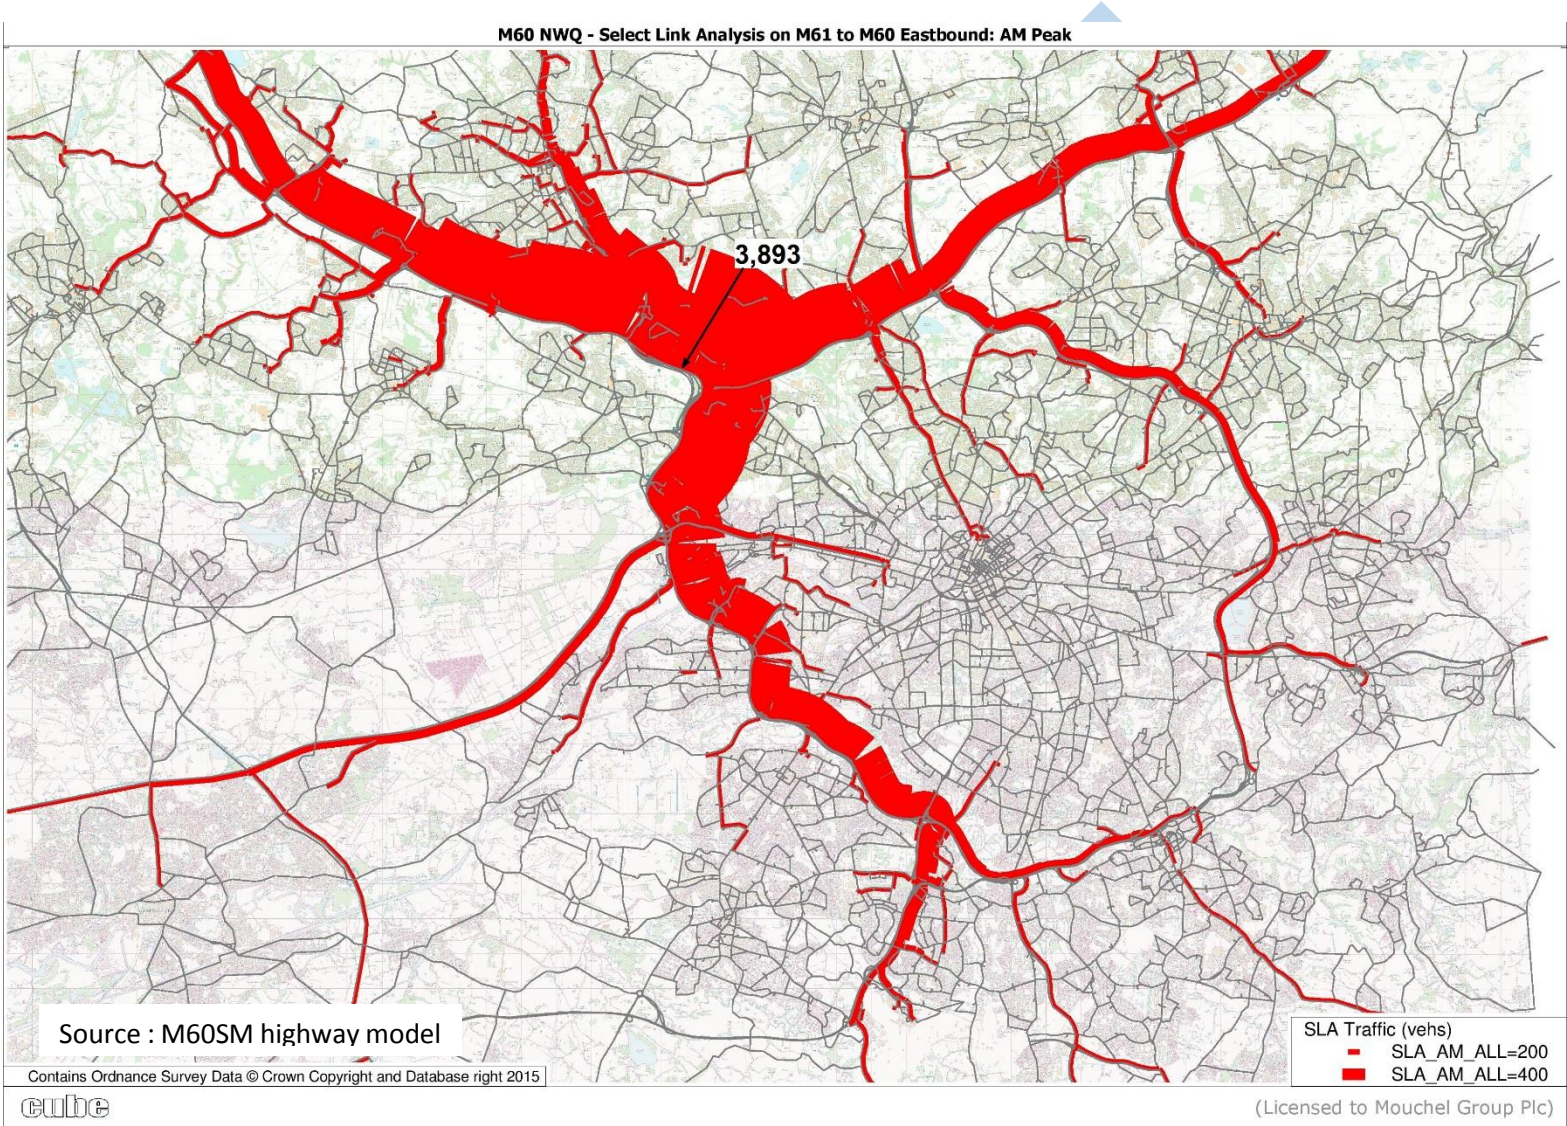 M60 NWQ - Select Link Analysis on M61 to M60 Eastbound: AM Peak
3,893
Source : M60SM highway model
SLA Traffic (vehs)
SLA_AM_ALL=200
SLA_AM_ALL=400
Contains Ordnance Survey Data © Crown Copyright and Database right 2015
cube
(Licensed to Mouchel Group Plc)